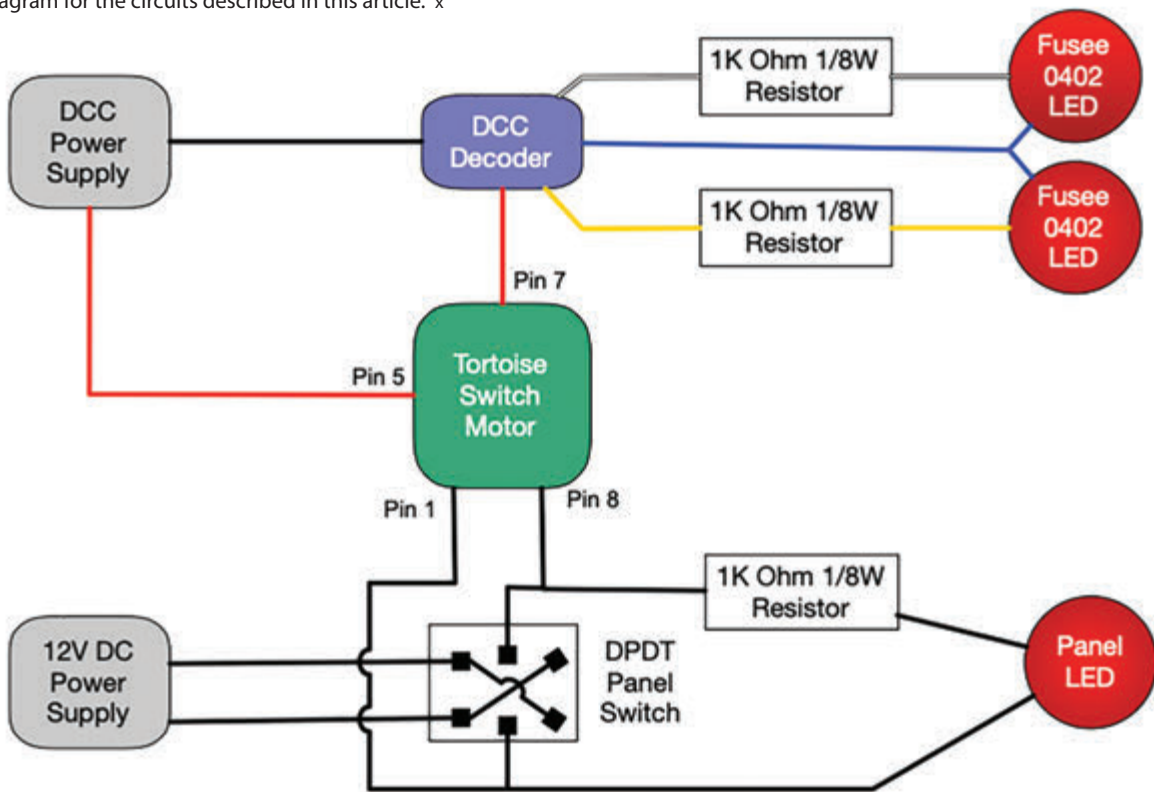 agram for the circuits described in this article. x
DCC
Power
Supply
DCC
Decoder
1K Ohm 1/8W
Resistor
Fusee
0402
LED
1K Ohm 1/8W
Resistor
Fusee
0402
LED
Pin 7
Pin 5
Tortoise
Switch
Motor
Pin 1
Pin 8
1K Ohm 1/8W
Resistor
12V DC
Power
Supply
DPDT
Panel
Switch
Panel
LED